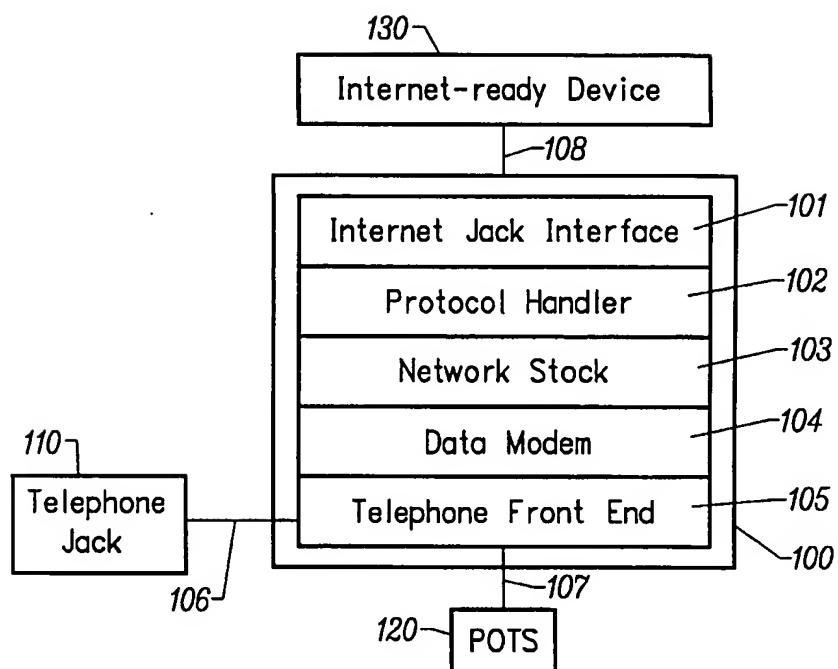 130
Internet-ready Device
108
101
Internet Jack Interface
102
Protocol Handler
103
Network Stock
104
Data Modem
110
105
Telephone
Jack
Telephone Front End
100
106
107
120
POTS